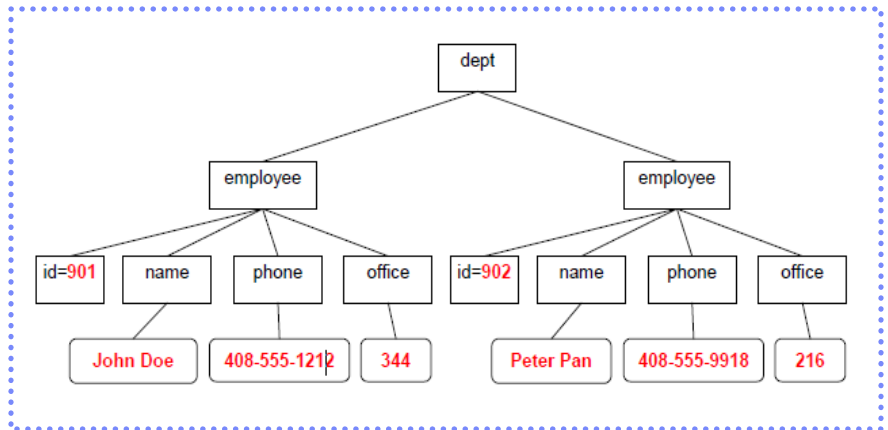 dept
employee employee
id=901 name phone office id=902 name phone office
John Doe 408-555-1212 344 Peter Pan 408-555-9918 216